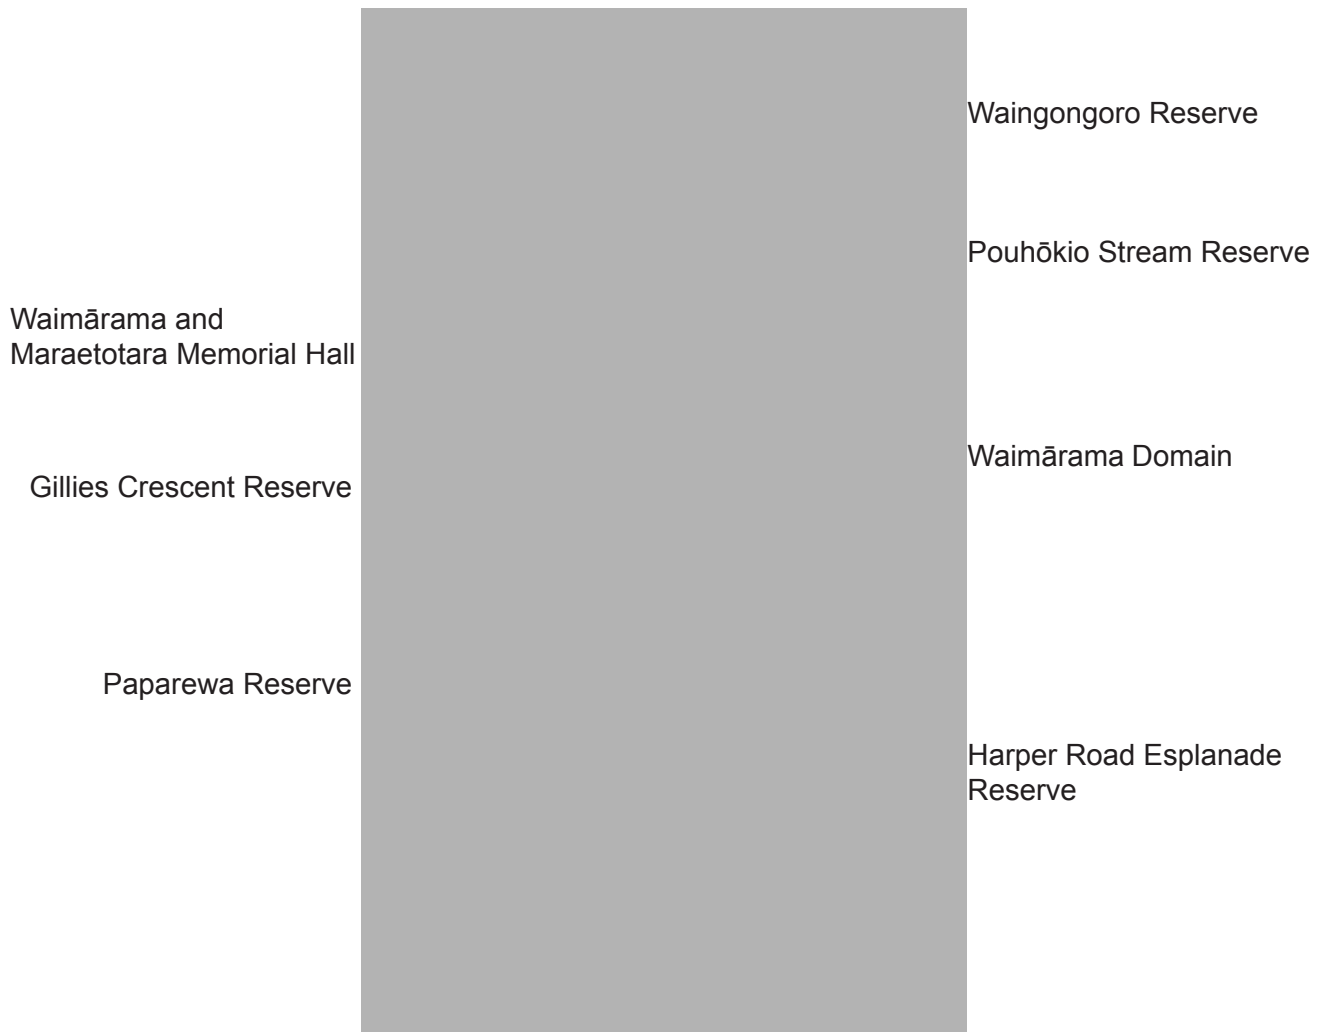 Waingongoro Reserve
Pouhōkio Stream Reserve
Waimārama and
Maraetotara Memorial Hall
Waimārama Domain
Gillies Crescent Reserve
Paparewa Reserve
Harper Road Esplanade
Reserve